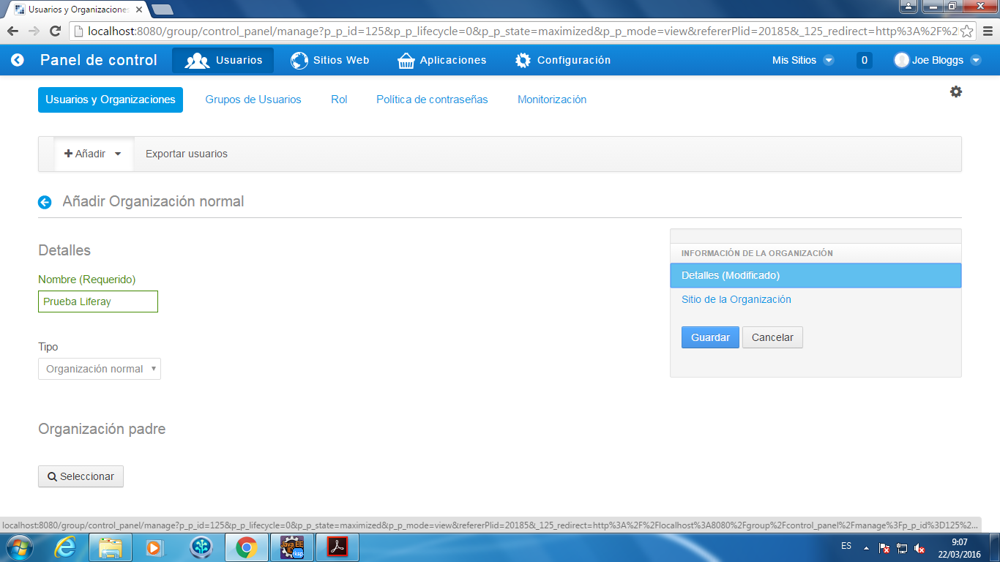 Usuarios y Organizaciones
localhost:8080/group/control_panel/manage?p_p_id=125&p_p_lifecycle=0&p_p_state=maximized&p_p_mode=view&refererPlid=20185&_125_redirect=http%3A%2F%2
Panel de control
Usuarios
Sitios Web
Aplicaciones
Configuración
Mis Sitios
0
Joe Bloggs
Usuarios y Organizaciones
Grupos de Usuarios
Rol
Política de contraseñas
Monitorización
Añadir
Exportar usuarios
Añadir Organización normal
Detalles
Nombre (Requerido)
Prueba Liferay
Tipo
Organización normal
Organización padre
Seleccionar
INFORMACIÓN DE LA ORGANIZACIÓN
Detalles (Modificado)
Sitio de la Organización
Guardar
Cancelar
localhost:8080/group/control_panel/manage?p_p_id=125&p_p_lifecycle=0&p_p_state=maximized&p_p_mode=view&refererPlid=20185&_125_redirect=http%3A%2F%2Flocalhost%3A8080%2Fgroup%2Fcontrol_panel%2Fmanage%3Fp_p_id%3D125%2...
Java EE
IDE
ES
9:07
22/03/2016